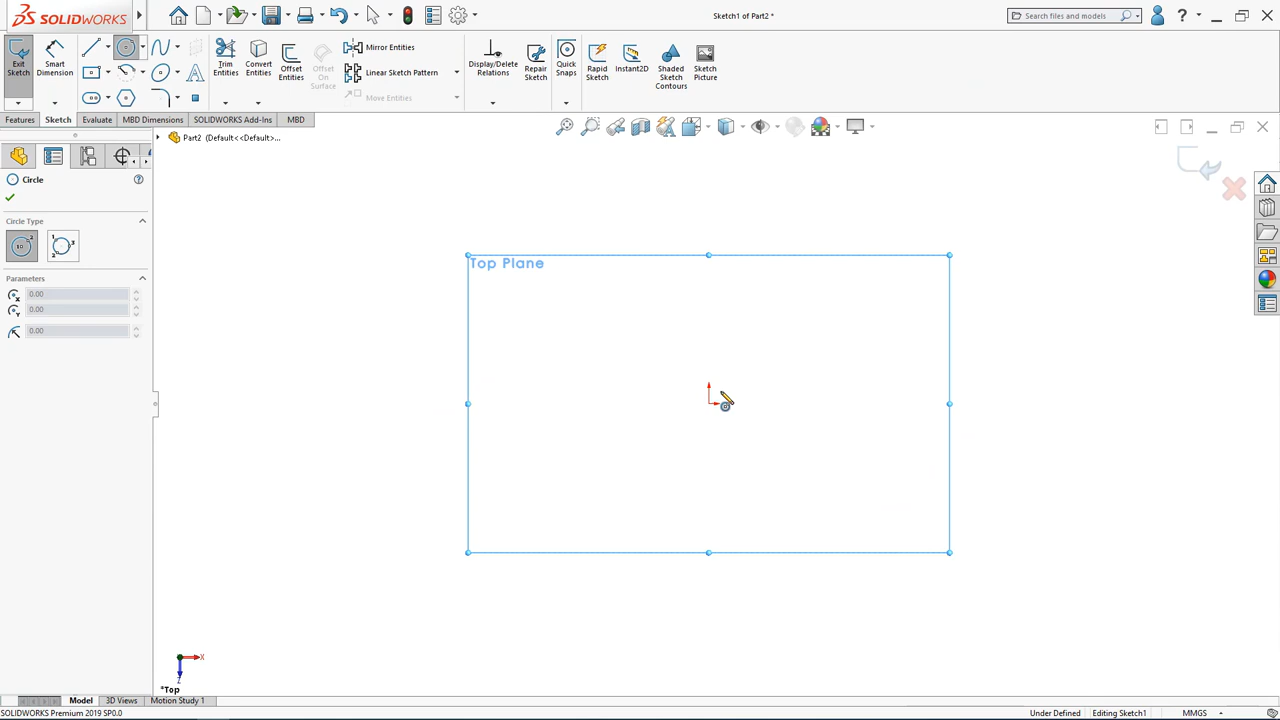 SOLIDWORKS
Sketch1 of Part2 *
Search files and models
?
Exit Sketch
Smart Dimension
Trim Entities
Convert Entities
Offset Entities
Offset On Surface
Mirror Entities
Linear Sketch Pattern
Move Entities
Display/Delete Relations
Repair Sketch
Quick Snaps
Rapid Sketch
Instant2D
Shaded Sketch Contours
Sketch Picture
Features Sketch Evaluate MBD Dimensions SOLIDWORKS Add-Ins MBD
Part2 (Default<<Default>...
Circle
Circle Type
Parameters
0.00
0.00
0.00
Top Plane
X
Z
*Top
Model 3D Views Motion Study 1
SOLIDWORKS Premium 2019 SP0.0
Under Defined Editing Sketch1 MMGS